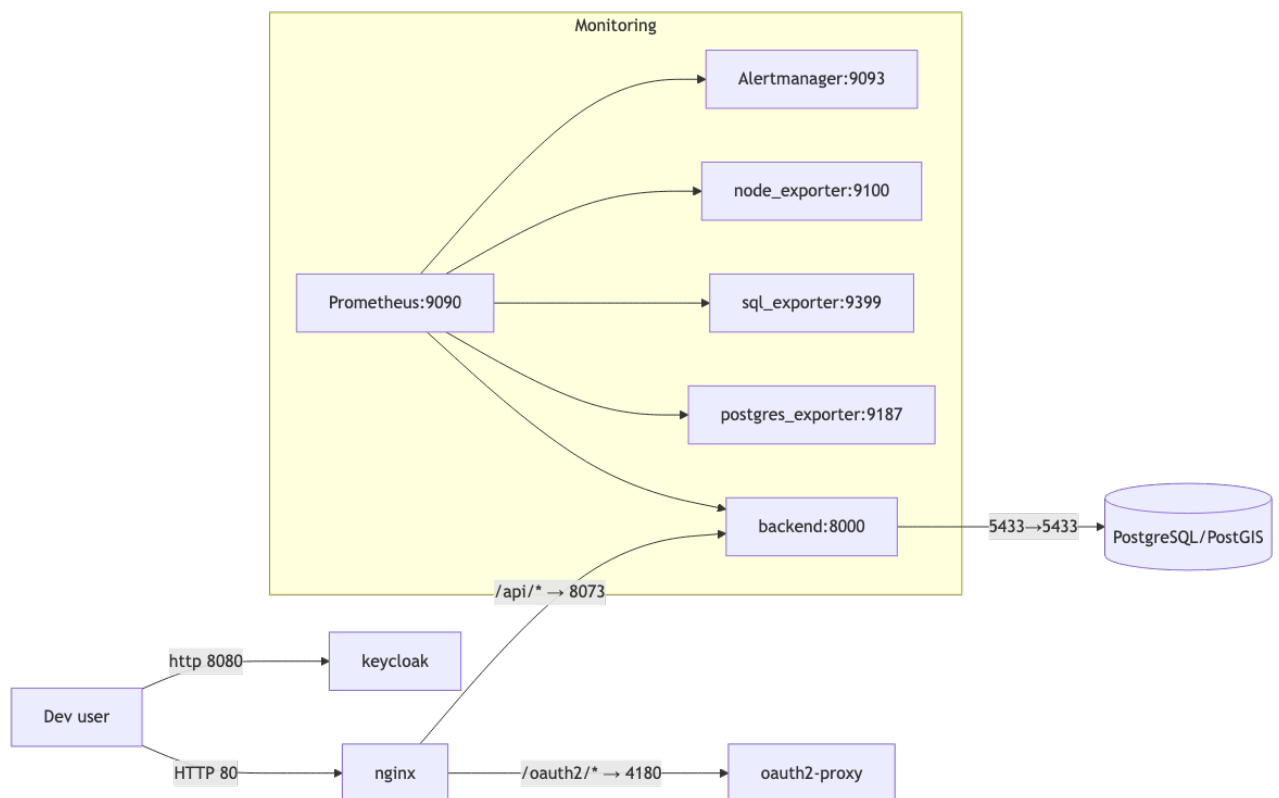 Monitoring
Alertmanager:9093
node_exporter:9100
Prometheus:9090
sql_exporter:9399
postgres_exporter:9187
backend:8000
5433→5433
PostgreSQL/PostGIS
/api/* → 8073
http 8080
keycloak
Dev user
HTTP 80
nginx
/oauth2/* → 4180
oauth2-proxy